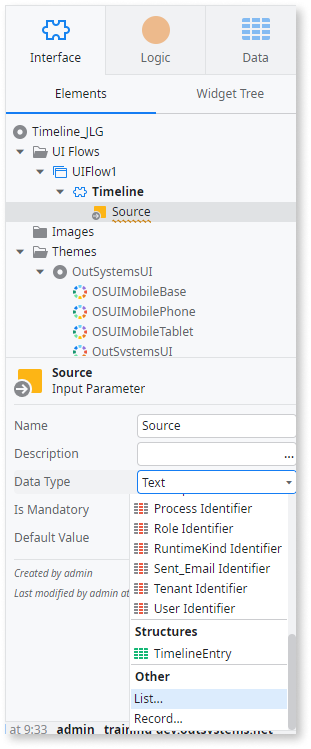 Interface Logic Data
Elements Widget Tree
Timeline_JLG
UI Flows
UIFlow1
Timeline
Source
Images
Themes
OutSystemsUI
OSUIMobileBase
OSUIMobilePhone
OSUIMobileTablet
OutSystemsUI
Source
Input Parameter
Name Source
Description ...
Data Type Text
Is Mandatory
Default Value
Created by admin
Last modified by admin at
Process Identifier
Role Identifier
RuntimeKind Identifier
Sent_Email Identifier
Tenant Identifier
User Identifier
Structures
TimelineEntry
Other
List...
Record...
at 9:33 admin training-dev.outsystems.net